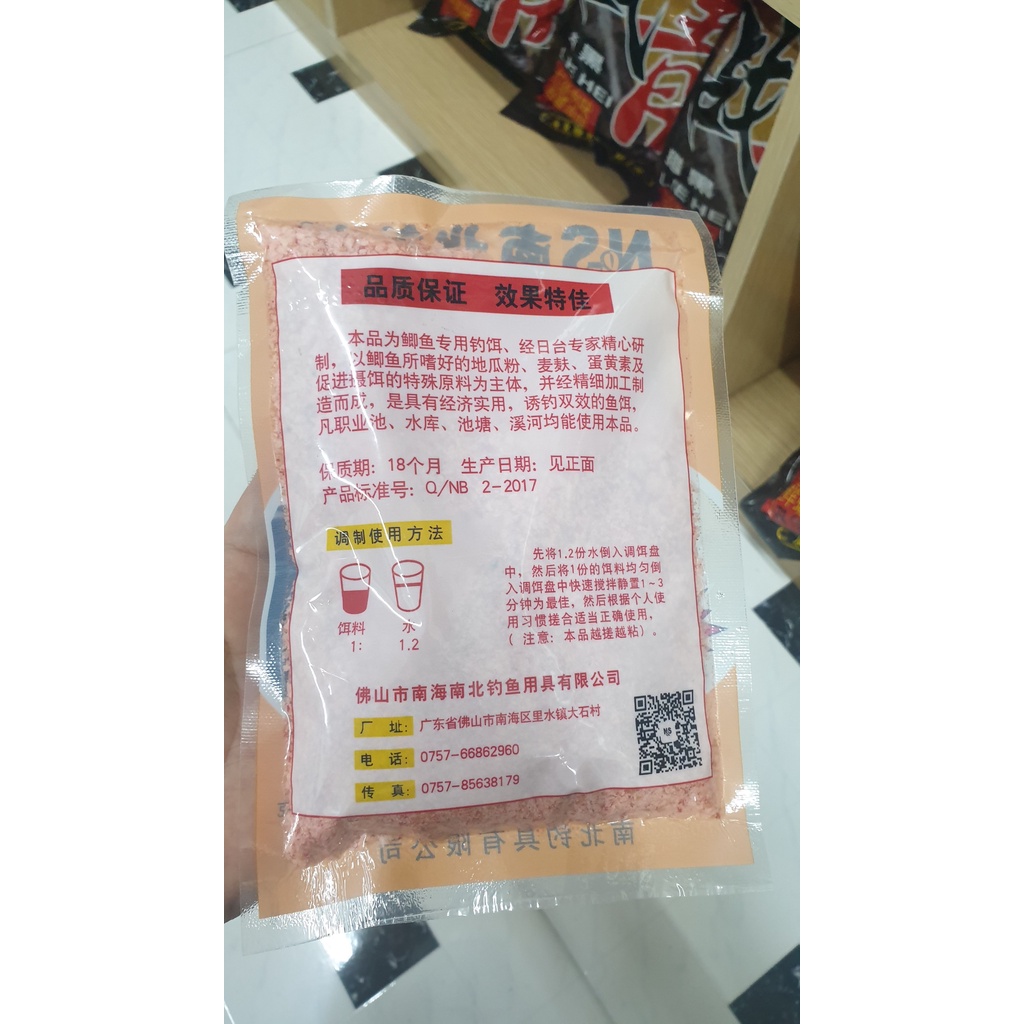 NS南北
品质保证 效果特佳
本品为鲫鱼专用钓饵、经日台专家精心研
制，以鲫鱼所嗜好的地瓜粉、麦麸、蛋黄素及
促进摄饵的特殊原料为主体，并经精细加工制
造而成，是具有经济实用，诱钓双效的鱼饵，
凡职业池、水库、池塘、溪河均能使用本品。
保质期：18个月 生产日期：见正面
产品标准号：Q/NB 2-2017
调制使用方法
饵料 水
1: 1.2
先将1.2份水倒入调饵盘
中，然后将1份的饵料均匀倒
入调饵盘中快速搅拌静置1~3
分钟为最佳，然后根据个人使
用习惯搓合适当正确使用，
（注意：本品越搓越粘）。
佛山市南海南北钓鱼用具有限公司
厂 址：广东省佛山市南海区里水镇大石村
电 话：0757-66862960
传 真：0757-85638179
南北钓具有限公司